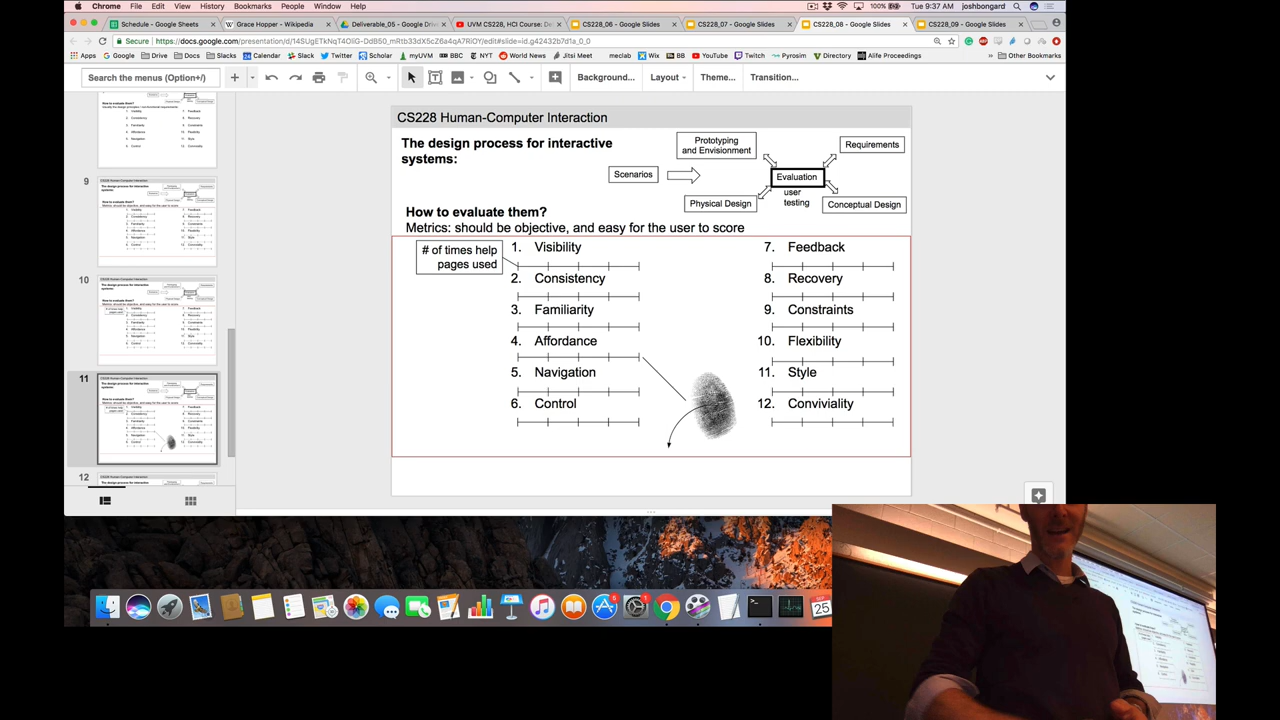 Chrome File Edit View History Bookmarks People Window Help
100% Tue 9:37 AM joshbongard
Schedule - Google Sheets
Grace Hopper - Wikipedia
Deliverable_05 - Google Driv
UVM CS228, HCI Course: De
CS228_06 - Google Slides
CS228_07 - Google Slides
CS228_08 - Google Slides
CS228_09 - Google Slides
Secure
Apps Google Drive Docs Slacks Calendar Twitter Scholar myUVM BBC NYT World News Jitsi Meet meclab Wix BB YouTube Twitch Pyrosim Directory Alife Proceedings » Other Bookmarks
Search the menus (Option+/)
Background... Layout Theme... Transition...
9
10
11
12
CS228 Human-Computer Interaction
The design process for interactive
systems:
Prototyping
and Envisionment
Requirements
Scenarios
Evaluation
user
testing
Physical Design
Conceptual Design
How to evaluate them?
should be objective and easy for the user to score
# of times help
pages used
1. Visibility
2. Consistency
3. Familiarity
4. Affordance
5. Navigation
6. Control
7. Feedback
8. Recovery
9. Constraints
10. Flexibility
11. Style
12.
SEP
25